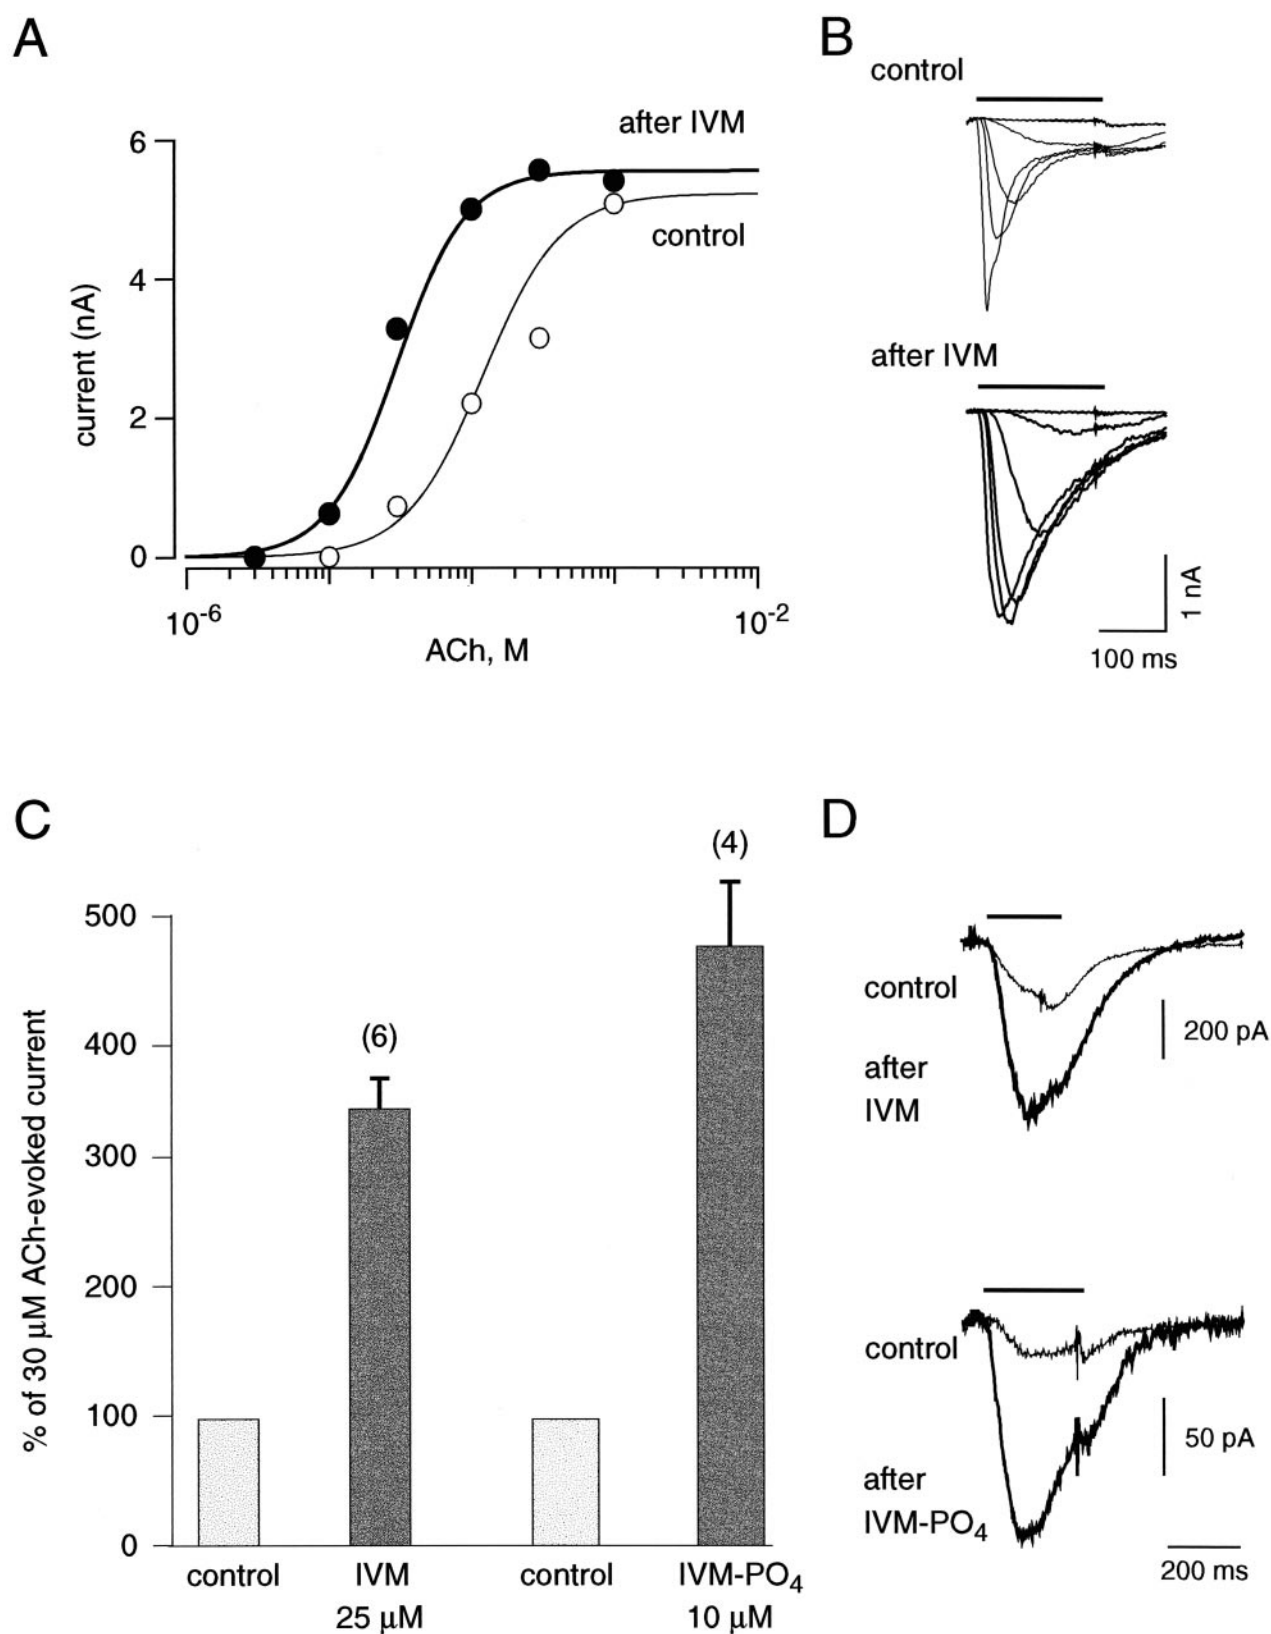 A
B
control
after IVM
6
4
2
0
current (nA)
after IVM
control
10-6
10-2
ACh, M
1 nA
100 ms
C
D
% of 30 µM ACh-evoked current
500
400
300
200
100
0
(6)
(4)
control
IVM
25 µM
control
IVM-PO4
10 µM
control
200 pA
after
IVM
control
50 pA
after
IVM-PO4
200 ms